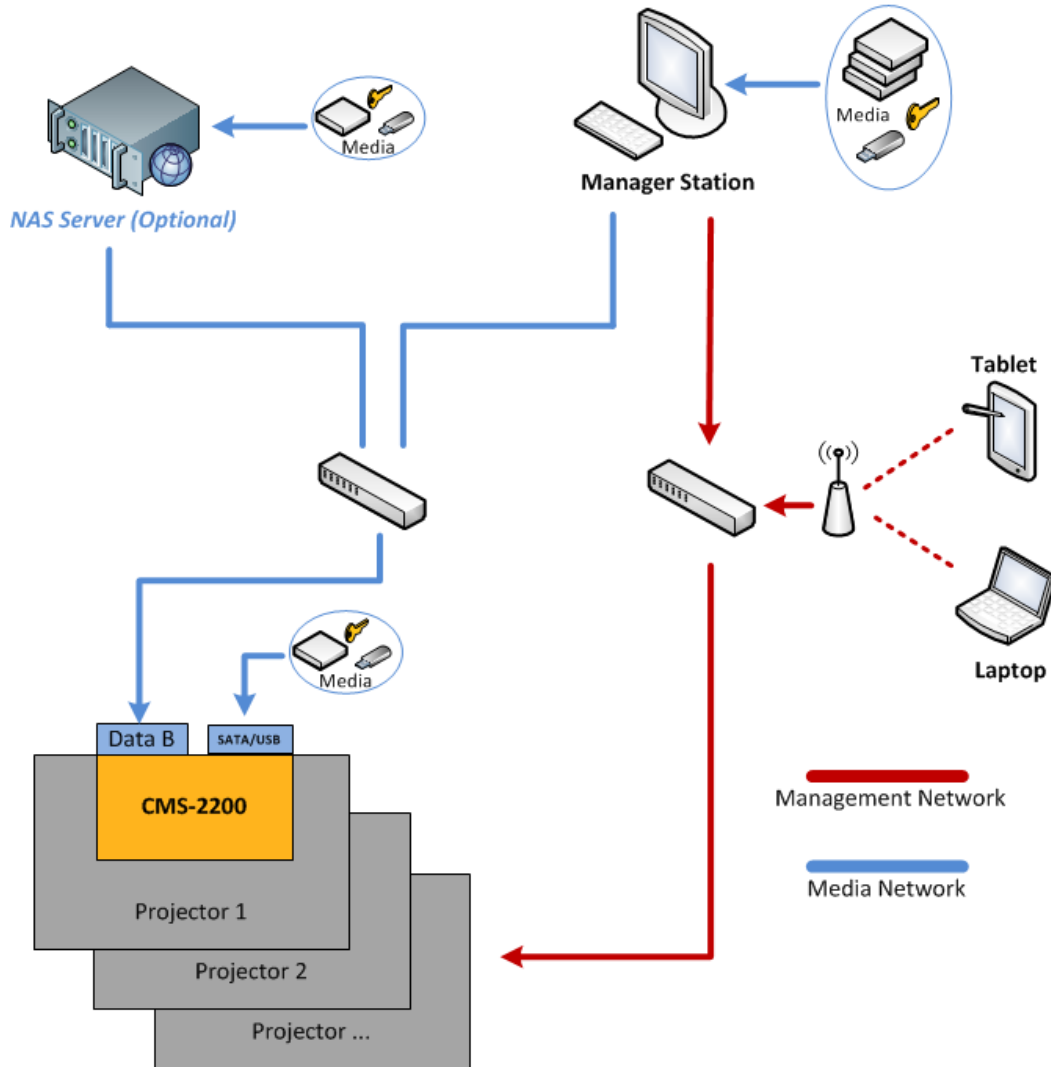 Media
Media
Manager Station
NAS Server (Optional)
Tablet
Laptop
Media
Data B
SATA/USB
CMS-2200
Management Network
Media Network
Projector 1
Projector 2
Projector ...